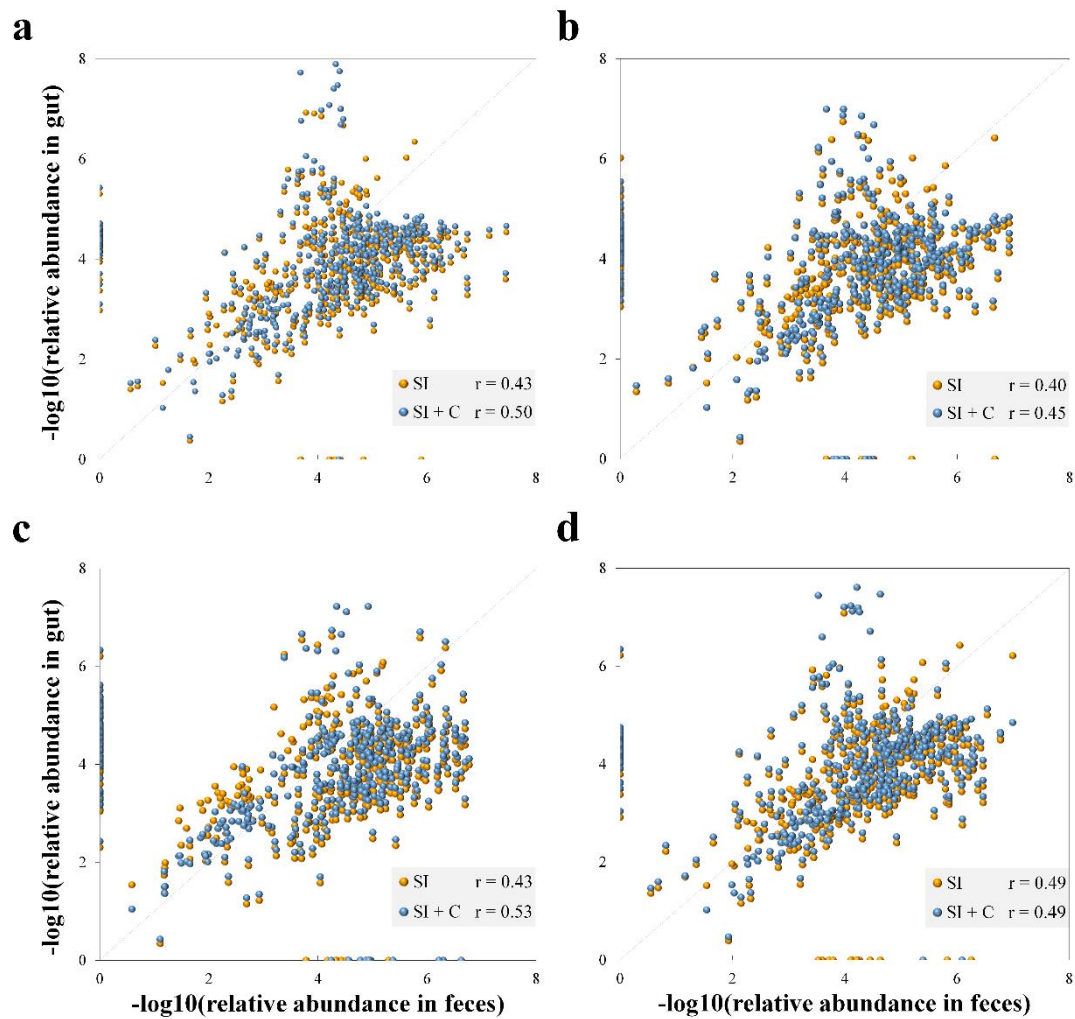 a
b
-log10(relative abundance in gut)
8
6
4
2
0
0 2 4 6 8
SI r = 0.43
SI + C r = 0.50
8
6
4
2
0
0 2 4 6 8
SI r = 0.40
SI + C r = 0.45
c
d
-log10(relative abundance in gut)
8
6
4
2
0
0 2 4 6 8
SI r = 0.43
SI + C r = 0.53
8
6
4
2
0
0 2 4 6 8
SI r = 0.49
SI + C r = 0.49
-log10(relative abundance in feces)
-log10(relative abundance in feces)